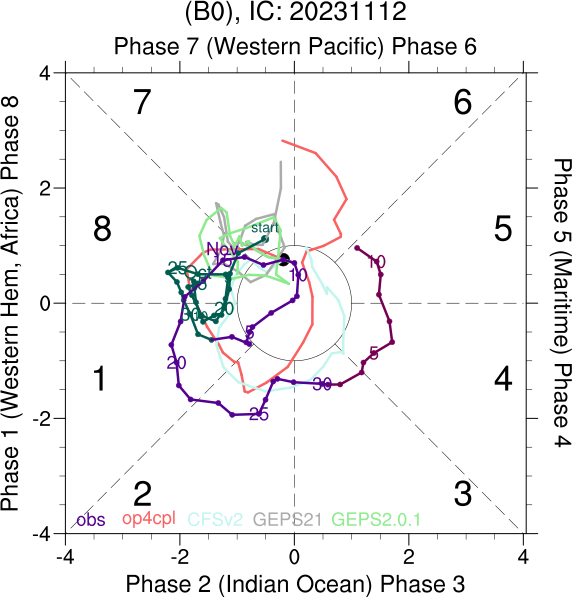 (B0), IC: 20231112
Phase 7 (Western Pacific) Phase 6
Phase 1 (Western Hem, Africa) Phase 8
Phase 5 (Maritime) Phase 4
4
2
0
-2
-4
7
6
8
5
1
4
2
3
start
Nov
5
10
25
20
30
5
20
25
30
5
10
obs op4cpl CFSv2 GEPS21 GEPS2.0.1
-4 -2 0 2 4
Phase 2 (Indian Ocean) Phase 3